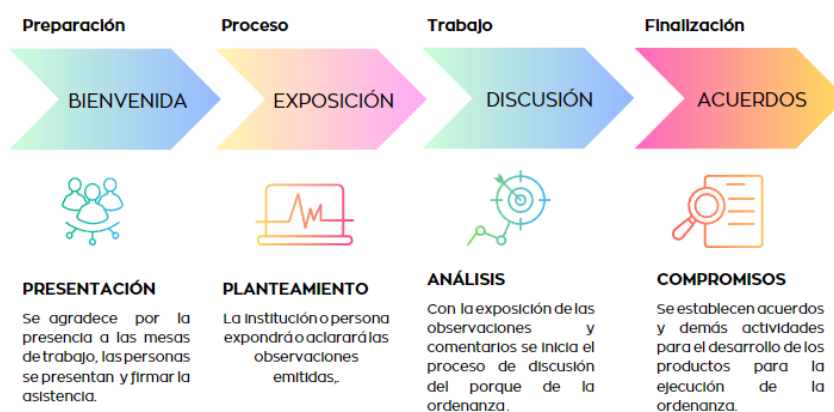 Preparación
BIENVENIDA
PRESENTACIÓN
Se agradece por la
presencia a las mesas
de trabajo, las personas
se presentan y firmar la
asistencia.
Proceso
EXPOSICIÓN
PLANTEAMIENTO
La institución o persona
expondrá o aclarará las
observaciones
emitidas,.
Trabajo
DISCUSIÓN
ANÁLISIS
Con la exposición de las
observaciones y
comentarios se inicia el
proceso de discusión
del porque de la
ordenanza.
Finalización
ACUERDOS
COMPROMISOS
Se establecen acuerdos
y demás actividades
para el desarrollo de los
productos para la
ejecución de la
ordenanza.